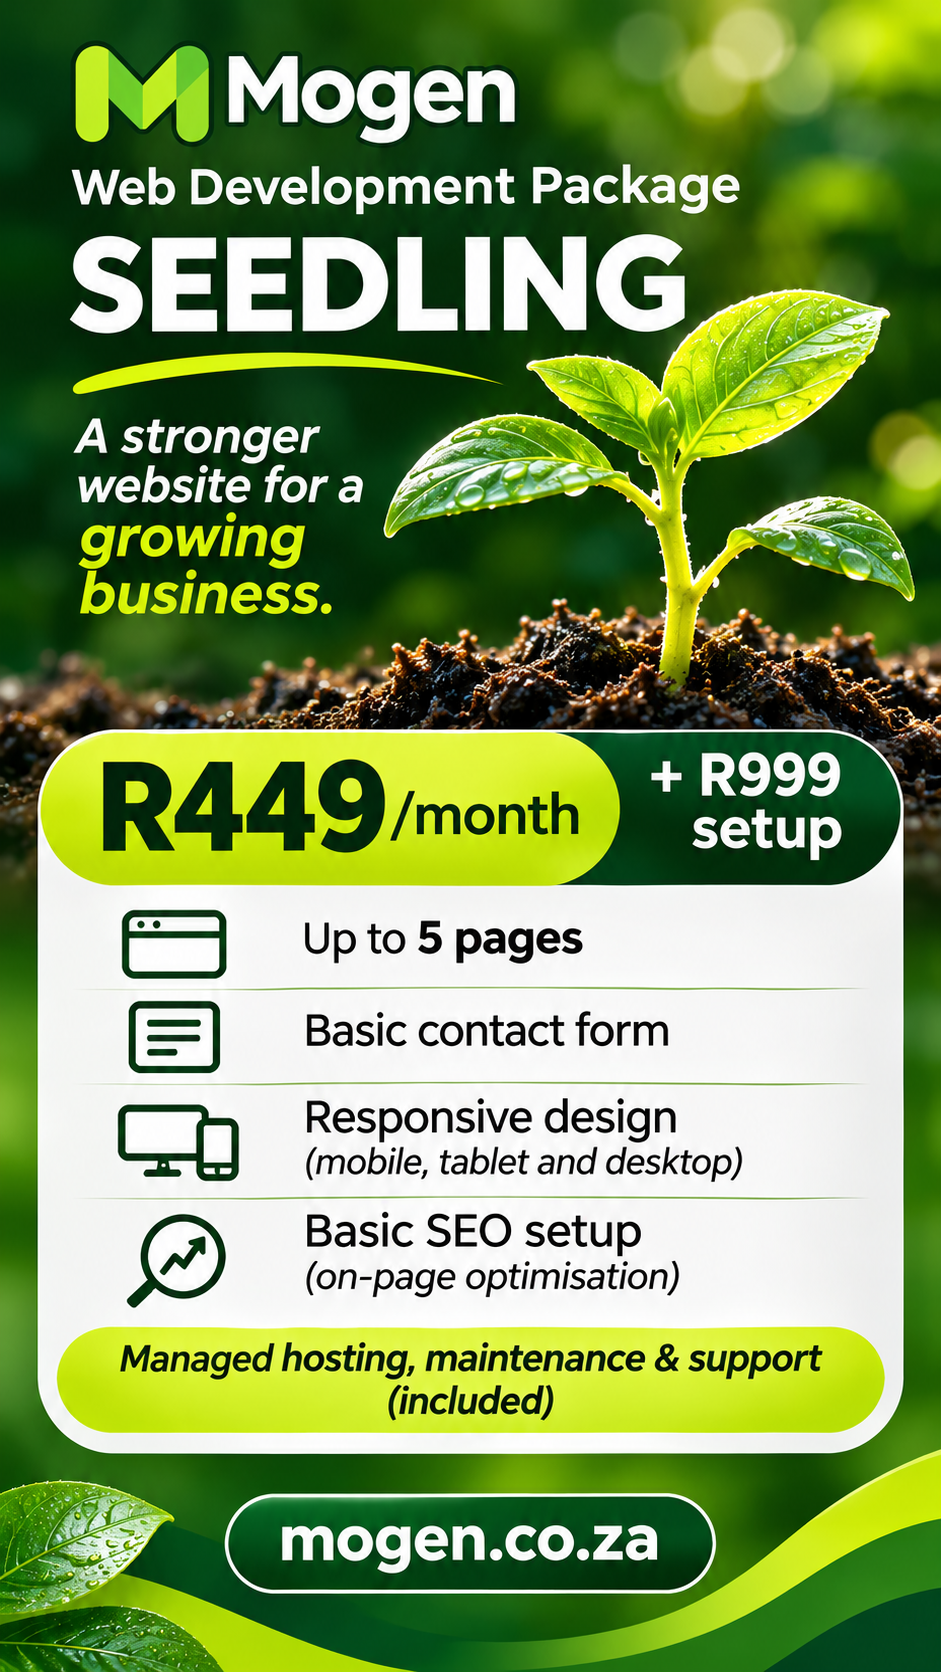 Mogen
Web Development Package
SEEDLING
A stronger
website for a
growing
business.
R449/month
+ R999
setup
Up to 5 pages
Basic contact form
Responsive design
(mobile, tablet and desktop)
Basic SEO setup
(on-page optimisation)
Managed hosting, maintenance & support
(included)
mogen.co.za